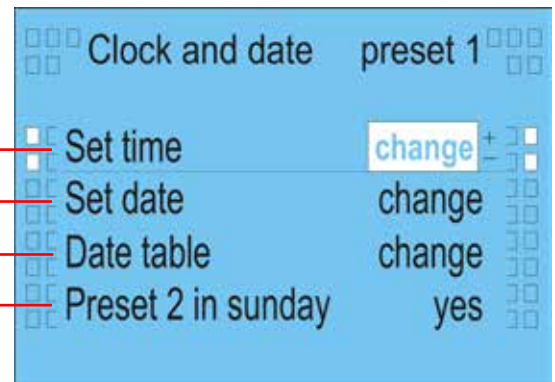 Clock and date preset 1
Set time change + -
Set date change
Date table change
Preset 2 in sunday yes